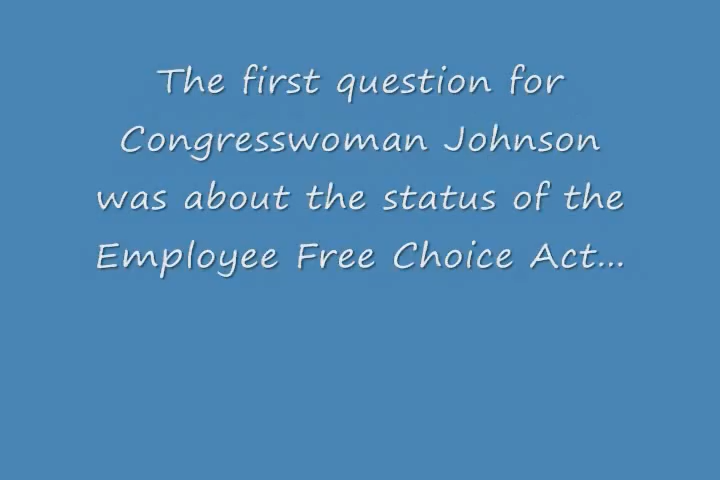 The first question for
Congresswoman Johnson
was about the status of the
Employee Free Choice Act...